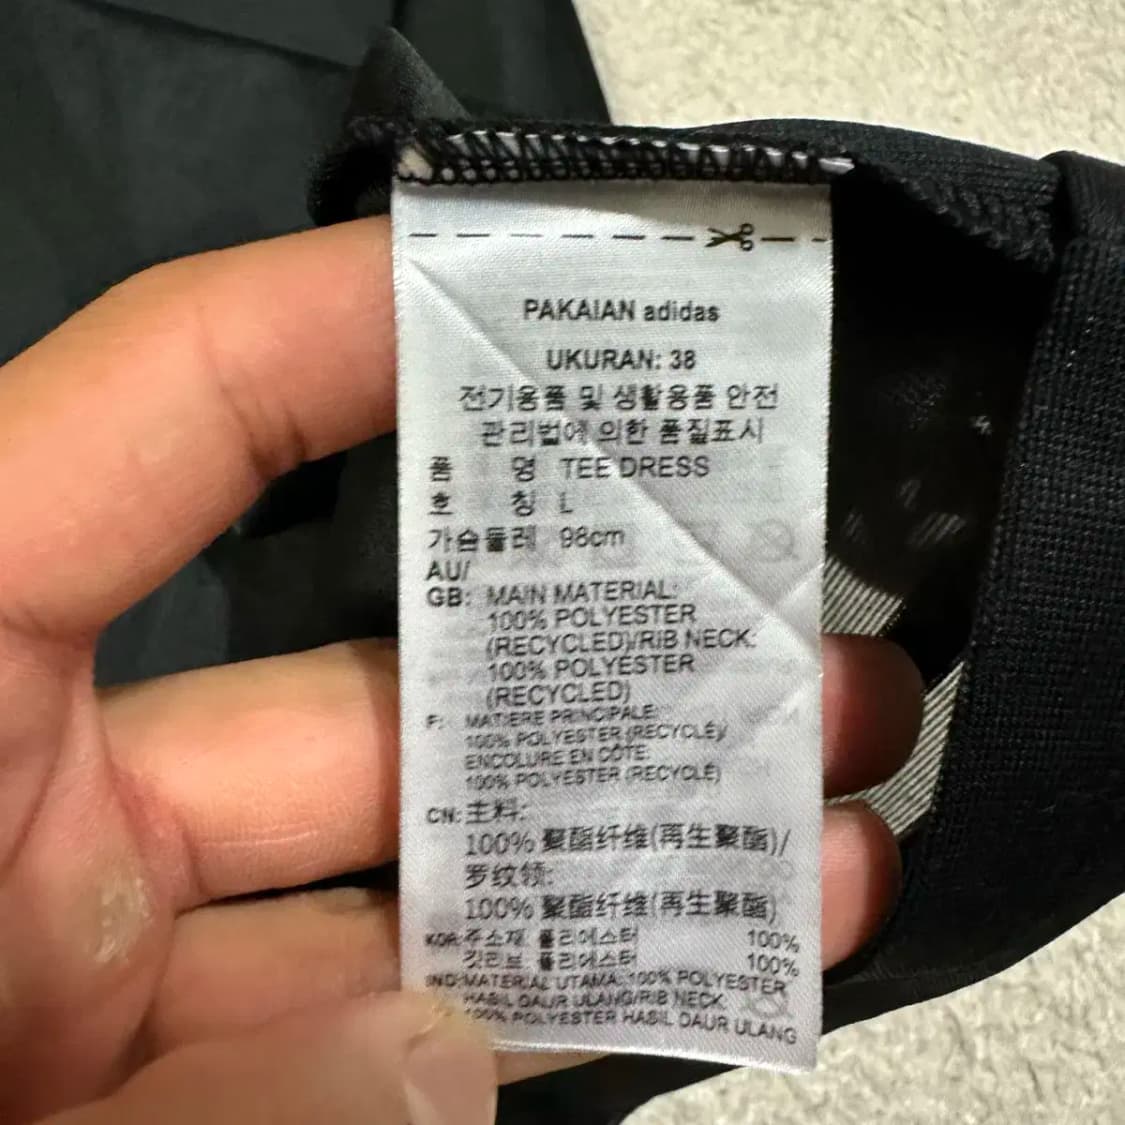 PAKAIAN adidas
UKURAN: 38
전기용품 및 생활용품 안전
관리법에 의한 품질표시
품 명 TEE DRESS
호 칭 L
가슴둘레 98cm
AU/
GB: MAIN MATERIAL:
100% POLYESTER
(RECYCLED)/RIB NECK:
100% POLYESTER
(RECYCLED)
F: MATIERE PRINCIPALE:
100% POLYESTER (RECYCLÉ)/
ENCOLURE EN CÔTE:
100% POLYESTER (RECYCLÉ)
CN: 主料:
100% 聚酯纤维(再生聚酯)/
罗纹领:
100% 聚酯纤维(再生聚酯)
KOR: 주소재 폴리에스터 100%
깃리브 폴리에스터 100%
IND: MATERIAL UTAMA: 100% POLYESTER
HASIL DAUR ULANG/RIB NECK:
100% POLYESTER HASIL DAUR ULANG